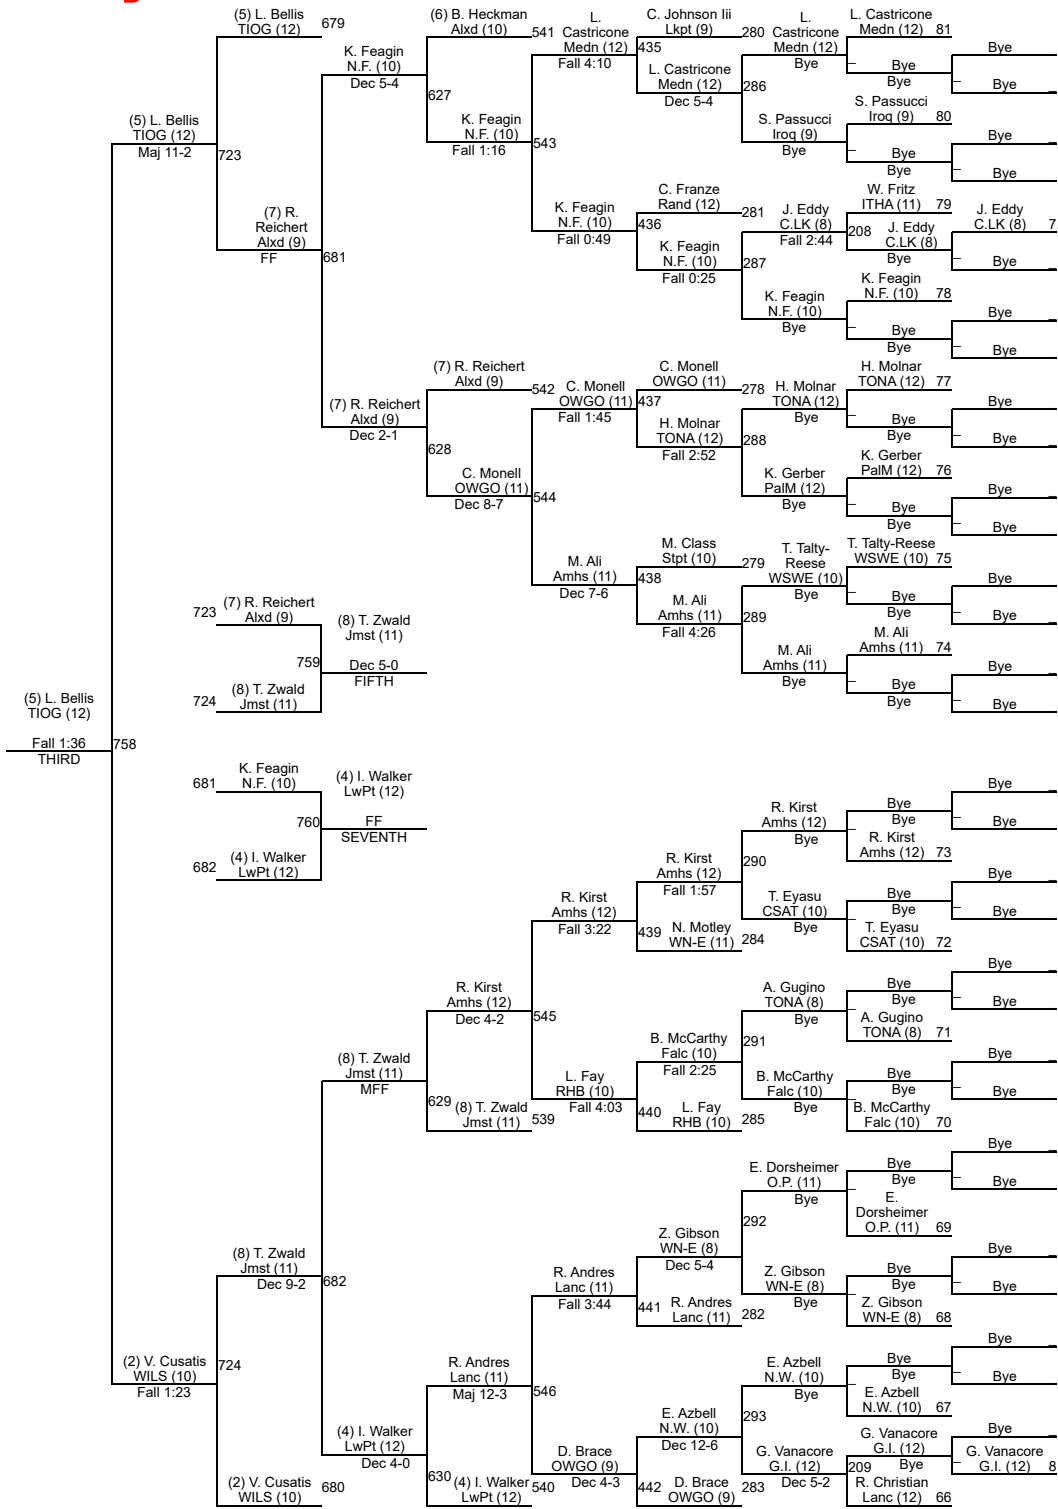 (5) L. Bellis
TIOG (12)
679
(6) B. Heckman
Alxd (10)
541
L.
Castricone
Medn (12)
Fall 4:10
C. Johnson Iii
Lkpt (9)
280
435
L. Castricone
Medn (12)
Dec 5-4
L.
Castricone
Medn (12)
Bye
286
L. Castricone
Medn (12)
81
Bye
Bye
Bye
Bye
K. Feagin
N.F. (10)
Dec 5-4
627
K. Feagin
N.F. (10)
Fall 1:16
543
S. Passucci
Iroq (9)
Bye
S. Passucci
Iroq (9)
80
Bye
Bye
Bye
Bye
(5) L. Bellis
TIOG (12)
Maj 11-2
723
(7) R.
Reichert
Alxd (9)
FF
681
K. Feagin
N.F. (10)
Fall 0:49
C. Franze
Rand (12)
281
436
K. Feagin
N.F. (10)
Fall 0:25
J. Eddy
C.LK (8)
Fall 2:44
287
W. Fritz
ITHA (11)
79
208
J. Eddy
C.LK (8)
Bye
J. Eddy
C.LK (8)
7
Bye
K. Feagin
N.F. (10)
Bye
K. Feagin
N.F. (10)
78
Bye
Bye
Bye
Bye
(7) R. Reichert
Alxd (9)
542
(7) R. Reichert
Alxd (9)
Dec 2-1
628
C. Monell
OWGO (11)
Dec 8-7
C. Monell
OWGO (11)
Fall 1:45
544
C. Monell
OWGO (11)
278
437
H. Molnar
TONA (12)
Fall 2:52
H. Molnar
TONA (12)
Bye
288
H. Molnar
TONA (12)
77
Bye
Bye
Bye
Bye
K. Gerber
PalM (12)
Bye
K. Gerber
PalM (12)
76
Bye
Bye
Bye
Bye
M. Ali
Amhs (11)
Dec 7-6
M. Class
Stpt (10)
279
438
M. Ali
Amhs (11)
Fall 4:26
T. Talty-
Reese
WSWE (10)
Bye
289
T. Talty-Reese
WSWE (10)
75
Bye
Bye
Bye
Bye
M. Ali
Amhs (11)
Bye
M. Ali
Amhs (11)
74
Bye
Bye
Bye
Bye
723
(7) R. Reichert
Alxd (9)
759
724
(8) T. Zwald
Jmst (11)
(8) T. Zwald
Jmst (11)
Dec 5-0
FIFTH
(5) L. Bellis
TIOG (12)
Fall 1:36
THIRD
758
681
K. Feagin
N.F. (10)
760
682
(4) I. Walker
LwPt (12)
(4) I. Walker
LwPt (12)
FF
SEVENTH
R. Kirst
Amhs (12)
Fall 3:22
R. Kirst
Amhs (12)
Fall 1:57
439
N. Motley
WN-E (11)
284
R. Kirst
Amhs (12)
Bye
290
Bye
Bye
R. Kirst
Amhs (12)
73
Bye
Bye
T. Eyasu
CSAT (10)
Bye
Bye
Bye
T. Eyasu
CSAT (10)
72
Bye
Bye
R. Kirst
Amhs (12)
Dec 4-2
545
(8) T. Zwald
Jmst (11)
MFF
629
(8) T. Zwald
Jmst (11)
539
L. Fay
RHB (10)
Fall 4:03
B. McCarthy
Falc (10)
Fall 2:25
440
L. Fay
RHB (10)
285
A. Gugino
TONA (8)
Bye
291
Bye
Bye
A. Gugino
TONA (8)
71
Bye
Bye
B. McCarthy
Falc (10)
Bye
Bye
Bye
B. McCarthy
Falc (10)
70
Bye
Bye
(8) T. Zwald
Jmst (11)
Dec 9-2
682
R. Andres
Lanc (11)
Fall 3:44
Z. Gibson
WN-E (8)
Dec 5-4
441
R. Andres
Lanc (11)
282
E. Dorsheimer
O.P. (11)
Bye
292
Bye
Bye
E.
Dorsheimer
O.P. (11)
69
Bye
Bye
Z. Gibson
WN-E (8)
Bye
Bye
Bye
Z. Gibson
WN-E (8)
68
Bye
Bye
(2) V. Cusatis
WILS (10)
Fall 1:23
724
R. Andres
Lanc (11)
Maj 12-3
546
(4) I. Walker
LwPt (12)
Dec 4-0
630
(4) I. Walker
LwPt (12)
540
D. Brace
OWGO (9)
Dec 4-3
E. Azbell
N.W. (10)
Dec 12-6
442
D. Brace
OWGO (9)
283
E. Azbell
N.W. (10)
Bye
293
Bye
Bye
E. Azbell
N.W. (10)
67
Bye
Bye
G. Vanacore
G.I. (12)
Dec 5-2
G. Vanacore
G.I. (12)
209
Bye
R. Christian
Lanc (12)
66
Bye
G. Vanacore
G.I. (12)
8
(2) V. Cusatis
WILS (10)
680